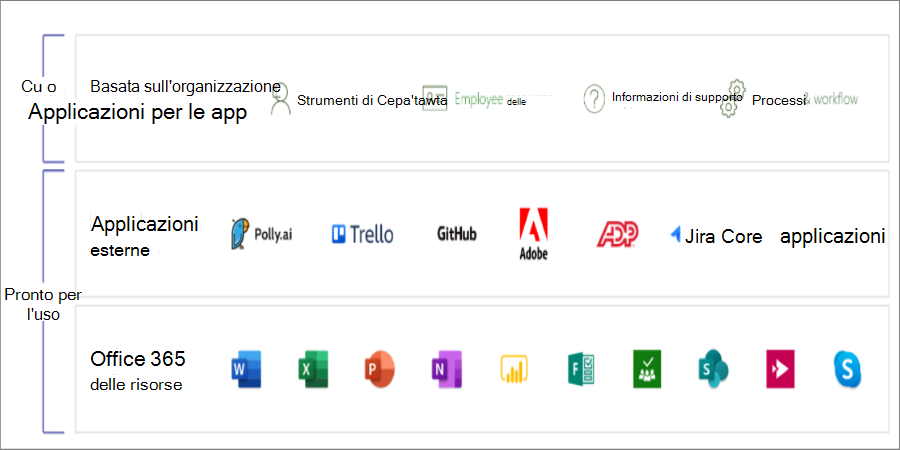 Cu o
Applicazioni per le app
Basata sull'organizzazione
Strumenti di Cepa'tawta
Employee delle
Informazioni di supporto
Processi & workflow
Pronto per
l'uso
Applicazioni
esterne
Polly.ai
Trello
GitHub
Adobe
ADP
Jira Core applicazioni
Office 365
delle risorse
W
X
P
N
F
S
S